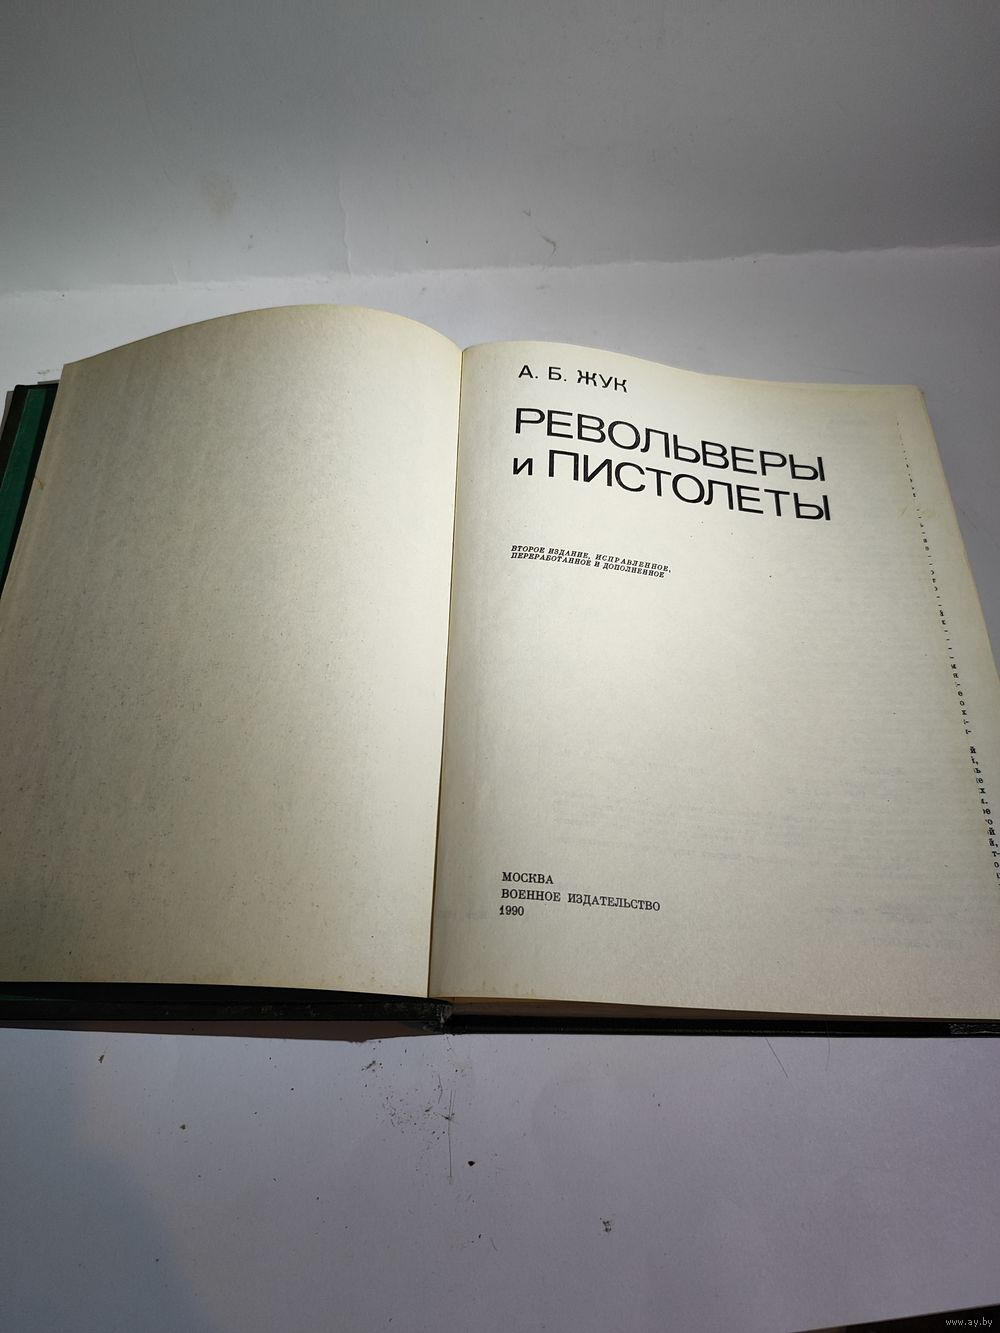 А. Б. ЖУК
РЕВОЛЬВЕРЫ
и ПИСТОЛЕТЫ
ВТОРОЕ ИЗДАНИЕ, ИСПРАВЛЕННОЕ,
ПЕРЕРАБОТАННОЕ И ДОПОЛНЕННОЕ
МОСКВА
ВОЕННОЕ ИЗДАТЕЛЬСТВО
1990
www.ay.by